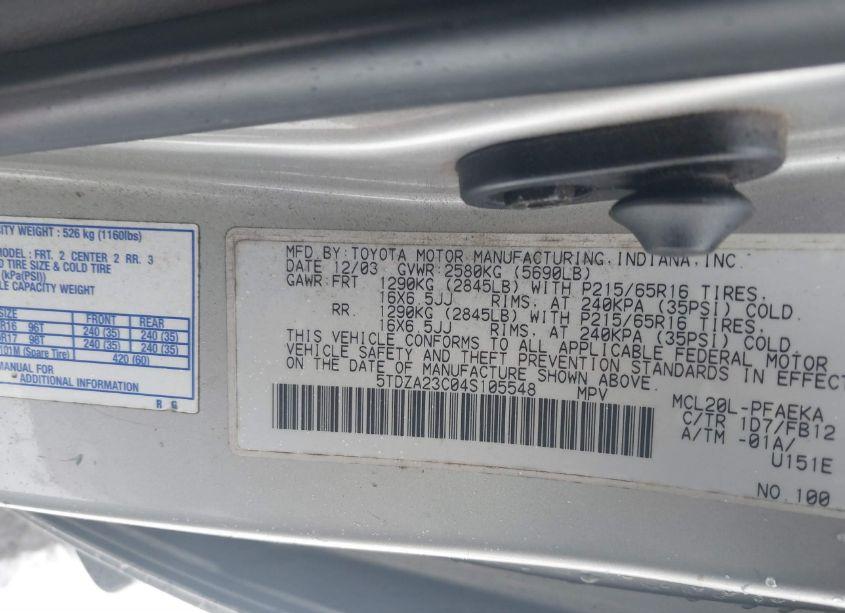 CITY WEIGHT : 526 kg (1160lbs)
MODEL : FRT. 2 CENTER 2 RR. 3
TIRE SIZE & COLD TIRE
(kPa(PSI))
LE CAPACITY WEIGHT
SIZE FRONT REAR
R16 96T 240 (35) 240 (35)
R17 98T 240 (35) 240 (35)
101M (Spare Tire) 420 (60)
MANUAL FOR
ADDITIONAL INFORMATION
R G
MFD. BY: TOYOTA MOTOR MANUFACTURING, INDIANA, INC.
DATE 12/03 GVWR: 2580KG (5690LB)
GAWR: FRT 1290KG (2845LB) WITH P215/65R16 TIRES,
16X6.5JJ RIMS, AT 240KPA (35PSI) COLD.
RR 1290KG (2845LB) WITH P215/65R16 TIRES,
16X6.5JJ RIMS, AT 240KPA (35PSI) COLD.
THIS VEHICLE CONFORMS TO ALL APPLICABLE FEDERAL MOTOR
VEHICLE SAFETY AND THEFT PREVENTION STANDARDS IN EFFECT
ON THE DATE OF MANUFACTURE SHOWN ABOVE.
5TDZA23C04S105548 MPV
MCL20L-PFAEKA
C/TR 1D7/FB12
A/TM -01A/
U151E
NO. 100